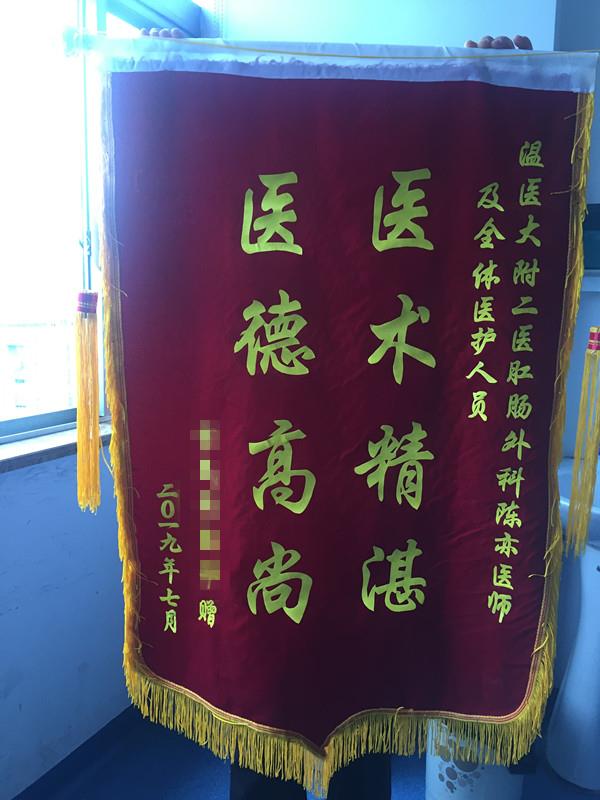 温医大附二医肛肠外科陈亦医师
及全体医护人员
医术精湛
医德高尚
赠
二〇一九年七月